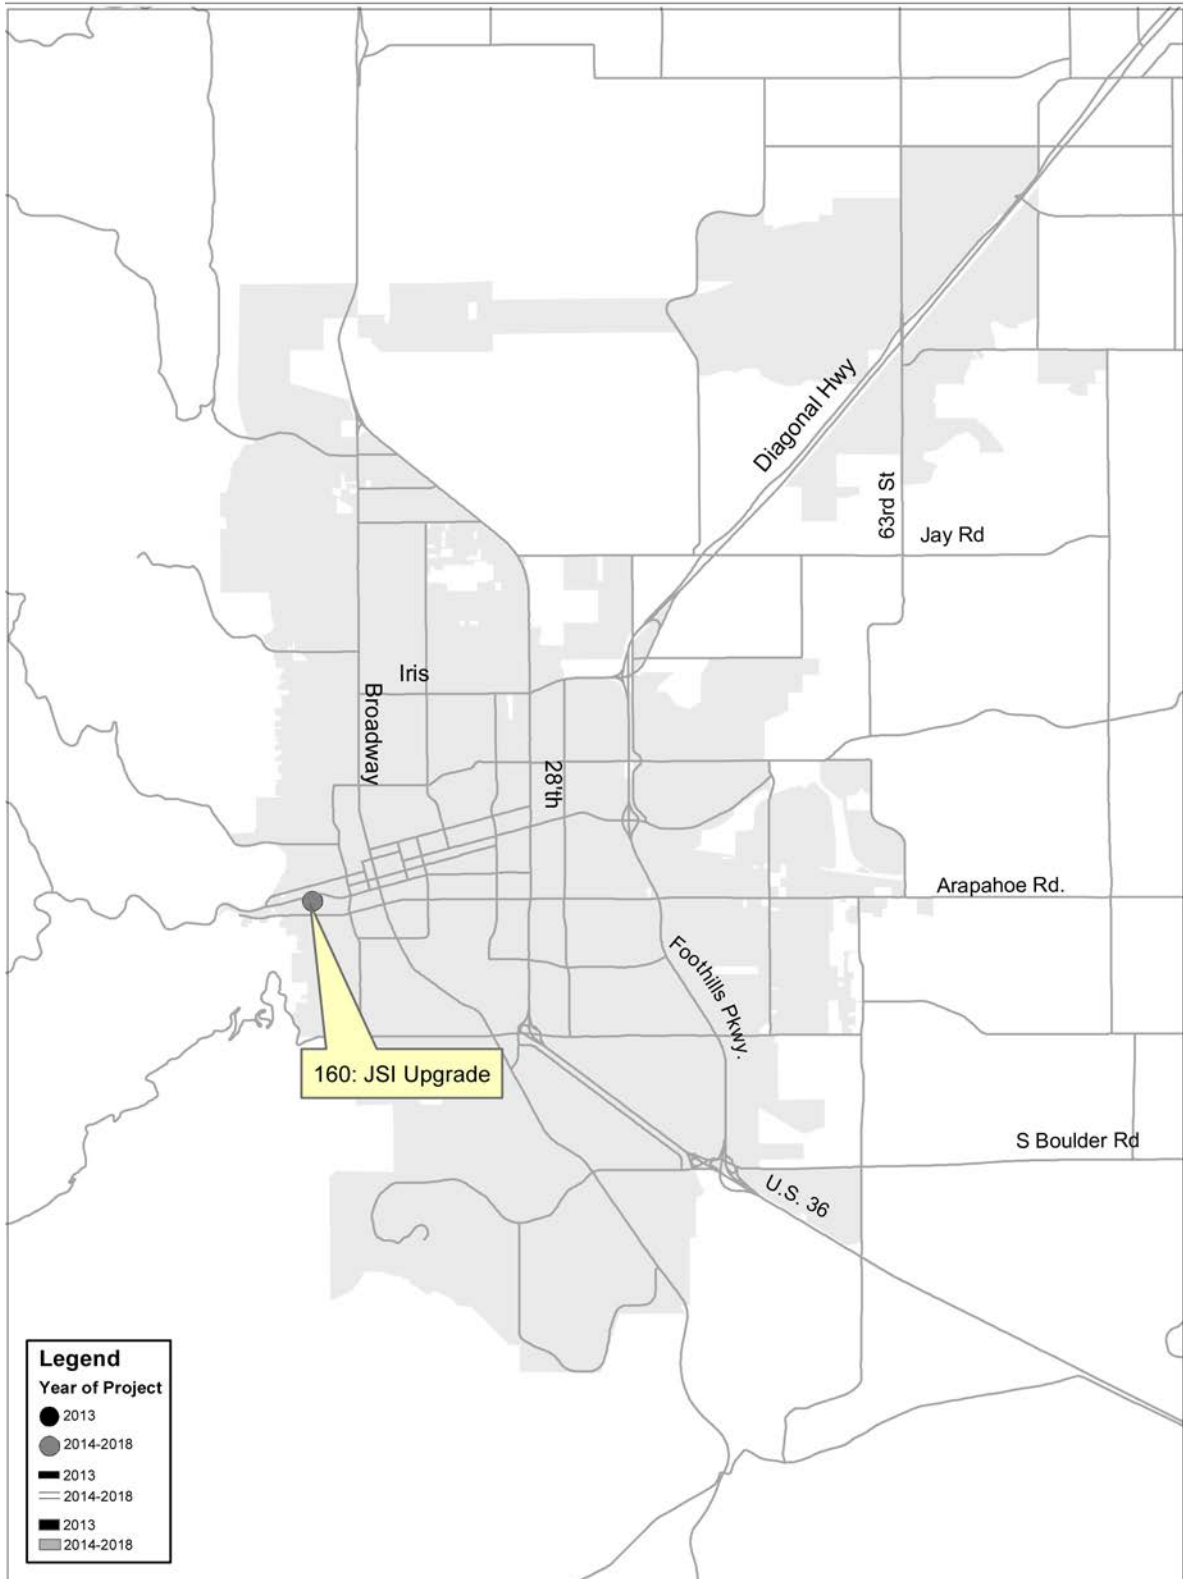 Diagonal Hwy
63rd St
Jay Rd
Iris
Broadway
28'th
Arapahoe Rd.
Foothills Pkwy.
160: JSI Upgrade
S Boulder Rd
U.S. 36
Legend
Year of Project
2013
2014-2018
2013
2014-2018
2013
2014-2018